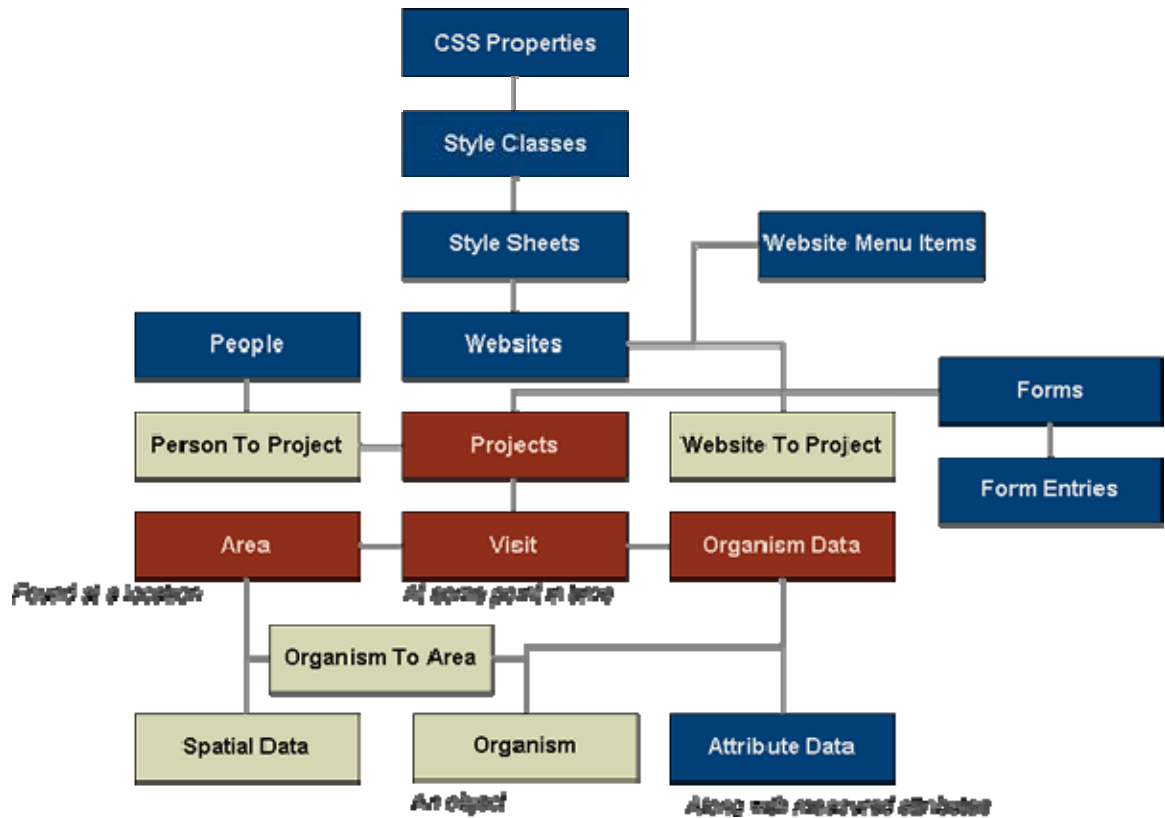 CSS Properties
Style Classes
Style Sheets
Website Menu Items
People
Websites
Forms
Person To Project
Projects
Website To Project
Form Entries
Area
Visit
Organism Data
Found at a location
At some point in time
Organism To Area
Spatial Data
Organism
Attribute Data
An object
Along with measured attributes